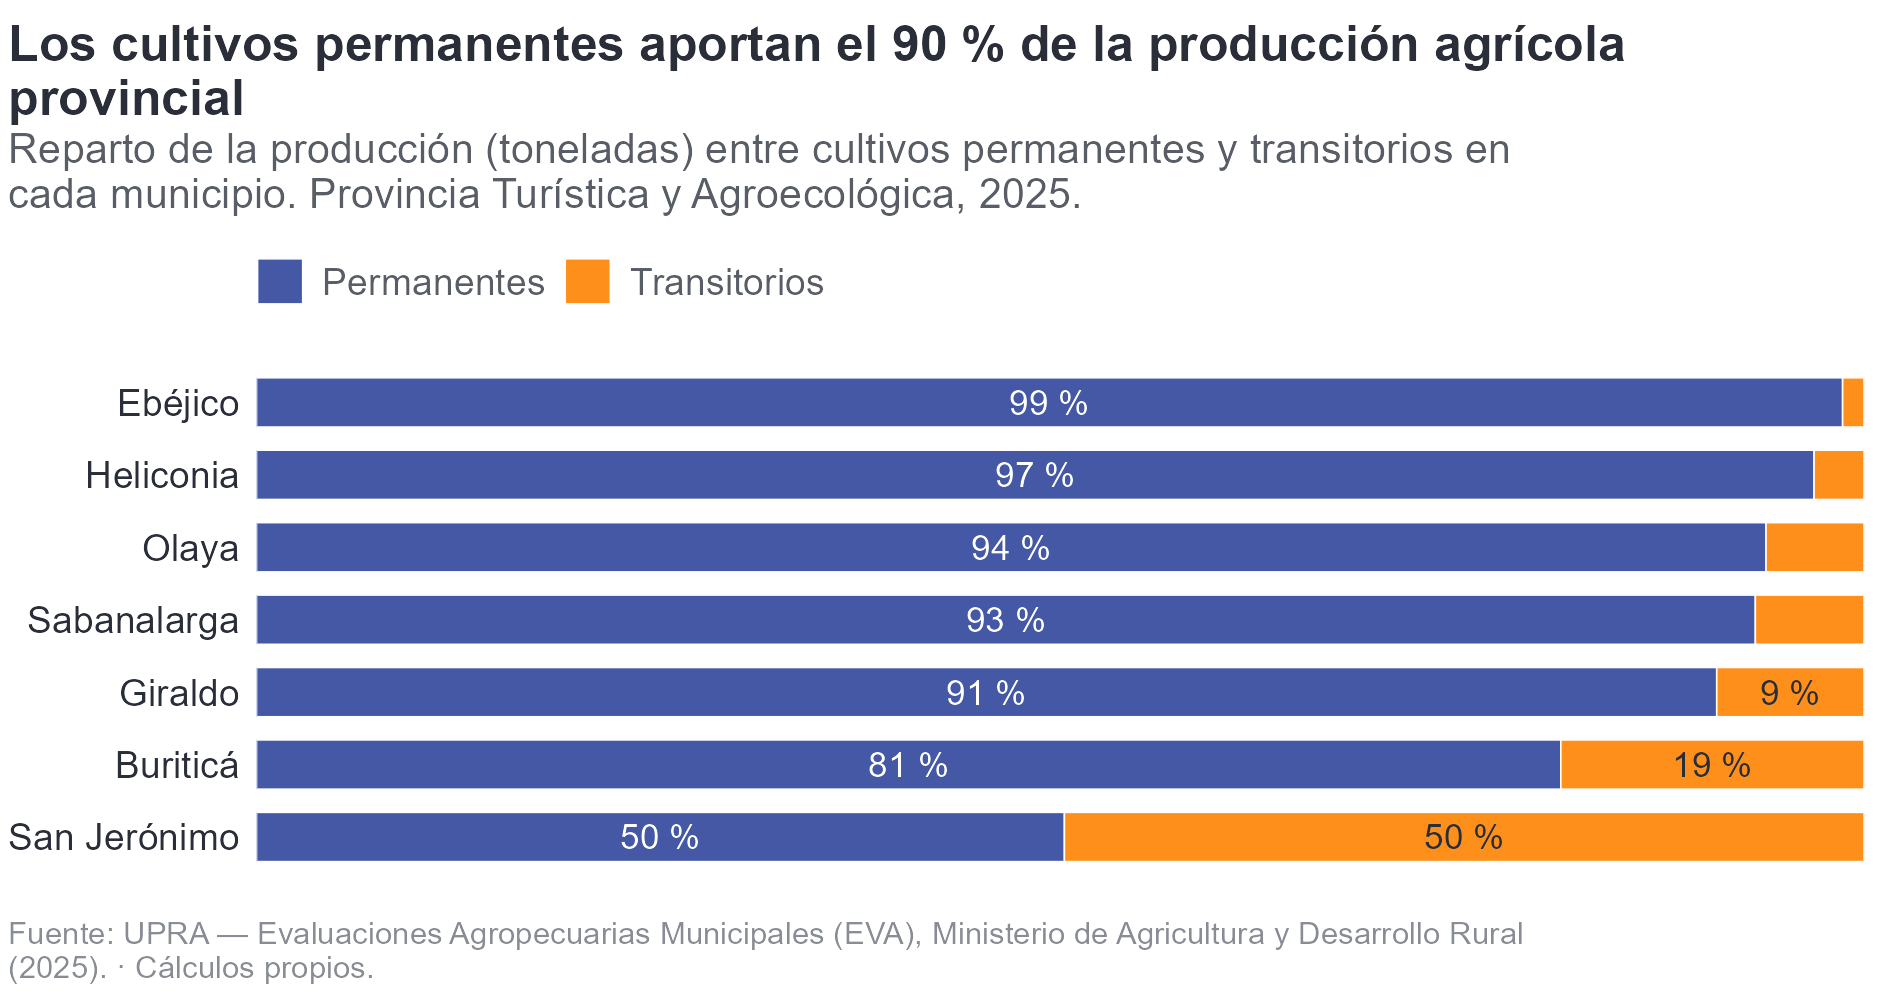 Los cultivos permanentes aportan el 90 % de la producción agrícola
provincial
Reparto de la producción (toneladas) entre cultivos permanentes y transitorios en
cada municipio. Provincia Turística y Agroecológica, 2025.
Permanentes Transitorios
Ebéjico 99 %
Heliconia 97 %
Olaya 94 %
Sabanalarga 93 %
Giraldo 91 % 9 %
Buriticá 81 % 19 %
San Jerónimo 50 % 50 %
Fuente: UPRA — Evaluaciones Agropecuarias Municipales (EVA), Ministerio de Agricultura y Desarrollo Rural
(2025). · Cálculos propios.